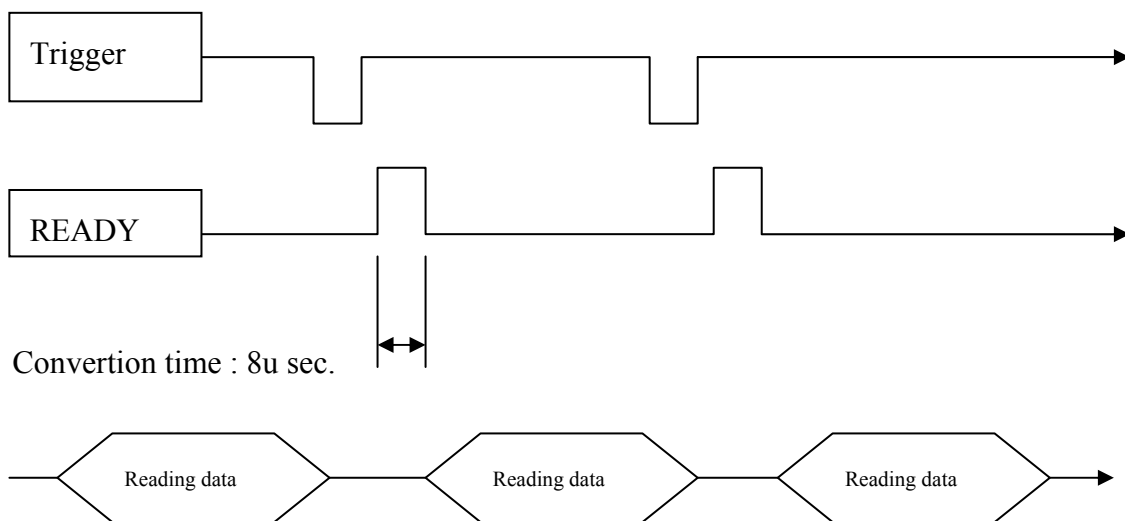 Trigger
READY
Convertion time : 8u sec.
Reading data
Reading data
Reading data